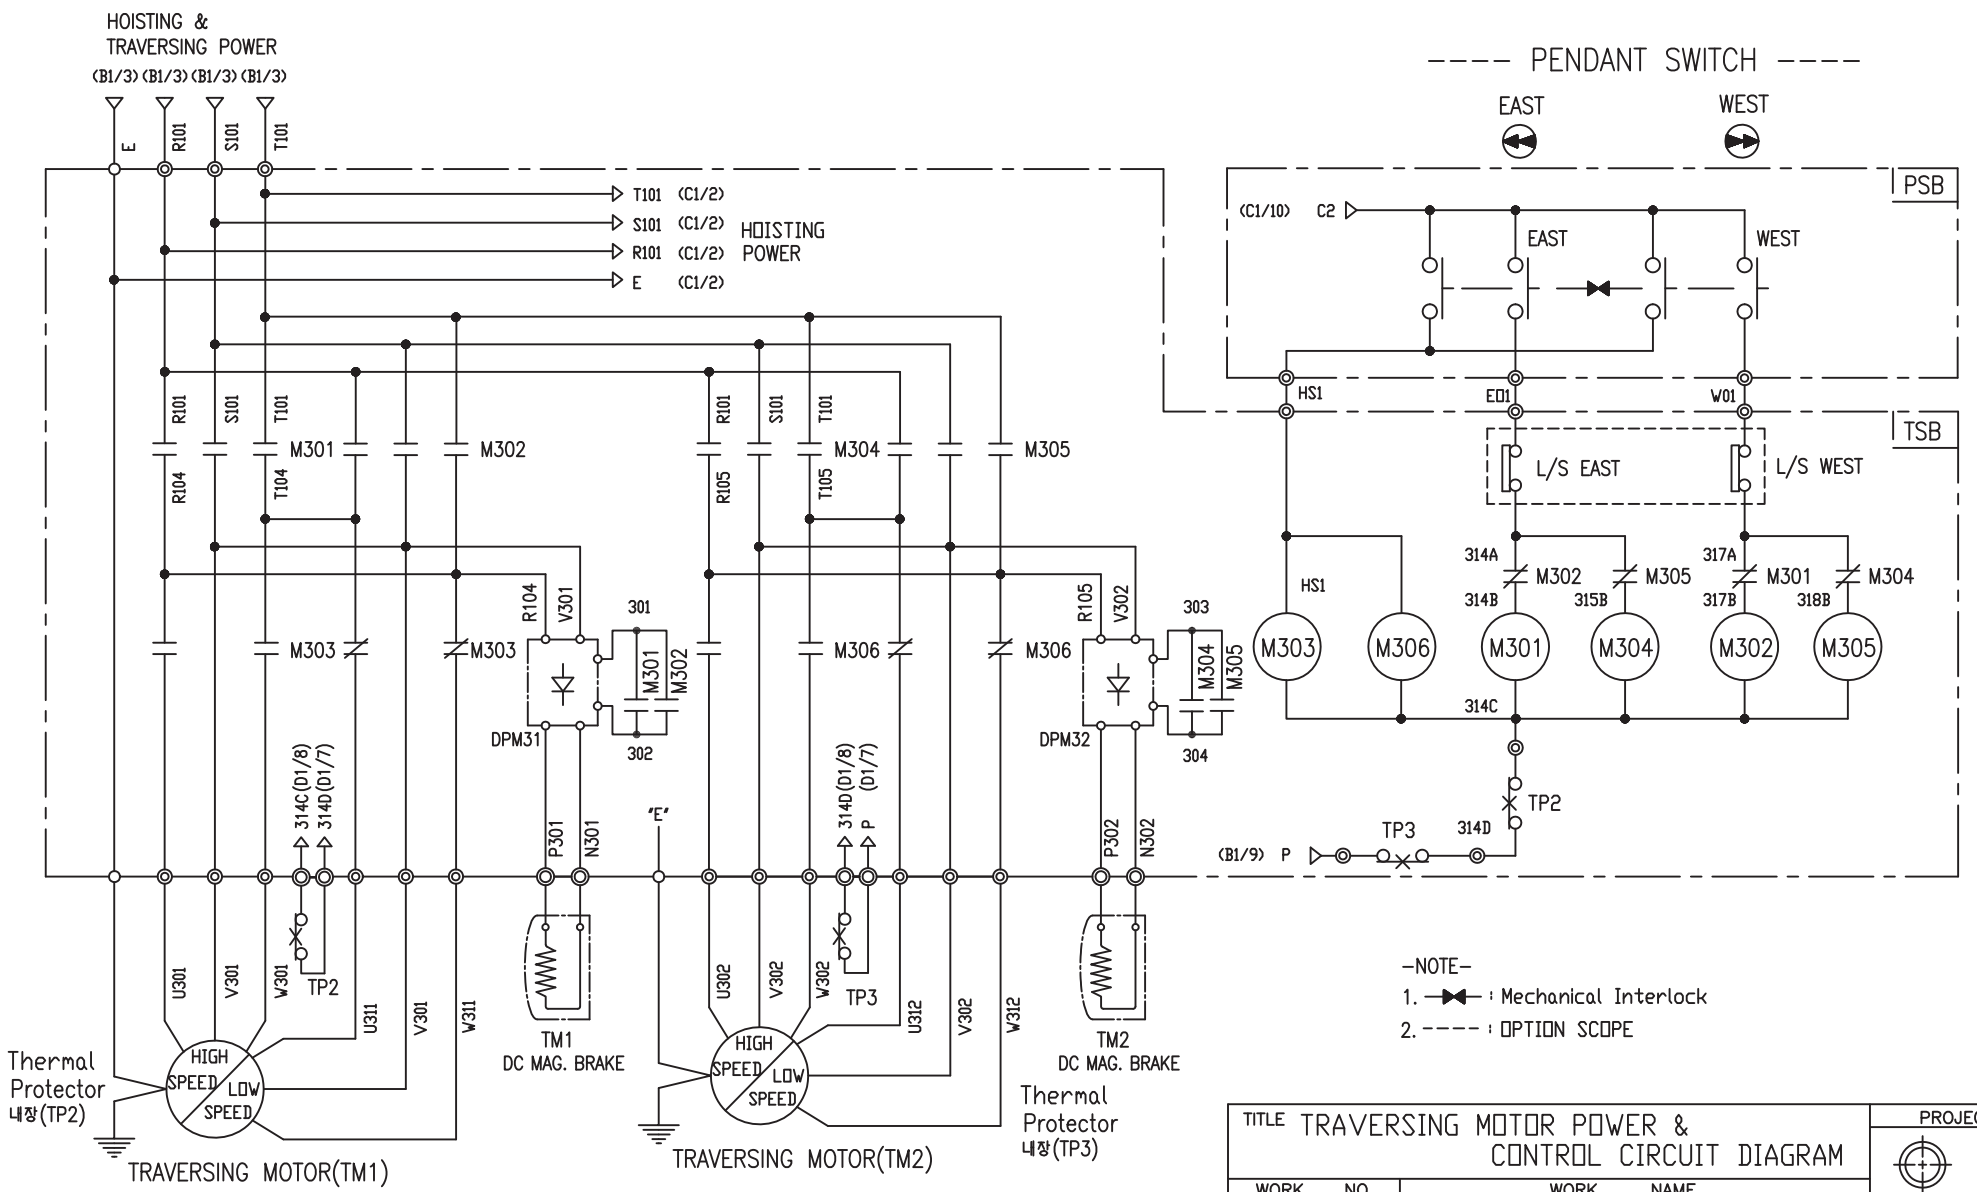 HOISTING &
TRAVERSING POWER
(B1/3) (B1/3) (B1/3) (B1/3)
E
R101
S101
T101
T101 (C1/2)
S101 (C1/2)
R101 (C1/2)
E (C1/2)
HOISTING
POWER
R101
S101
T101
M301
M302
R104
T104
R101
S101
T101
M304
M305
R105
T105
M303
M303
R104
V301
301
M301
M302
DPM31
302
M306
M306
R105
V302
303
M304
M305
DPM32
304
314C(D1/8)
314D(D1/7)
P301
N301
"E"
314D(D1/8)
P (D1/7)
P302
N302
U301
V301
W301
TP2
U311
V301
W311
TM1
DC MAG. BRAKE
U302
V302
W302
TP3
U312
V302
W312
TM2
DC MAG. BRAKE
HIGH
SPEED
LOW
SPEED
Thermal
Protector
내장(TP2)
TRAVERSING MOTOR(TM1)
HIGH
SPEED
LOW
SPEED
TRAVERSING MOTOR(TM2)
Thermal
Protector
내장(TP3)
---- PENDANT SWITCH ----
EAST
WEST
PSB
(C1/10) C2
EAST
WEST
HS1
E01
W01
TSB
L/S EAST
L/S WEST
314A
M302
M305
317A
M301
M304
HS1
314B
315B
317B
318B
M303
M306
M301
M304
M302
M305
314C
TP2
TP3
314D
(B1/9) P
-NOTE-
1. : Mechanical Interlock
2. ---- : OPTION SCOPE
TITLE TRAVERSING MOTOR POWER &
CONTROL CIRCUIT DIAGRAM
PROJEC
WORK NO
WORK NAME